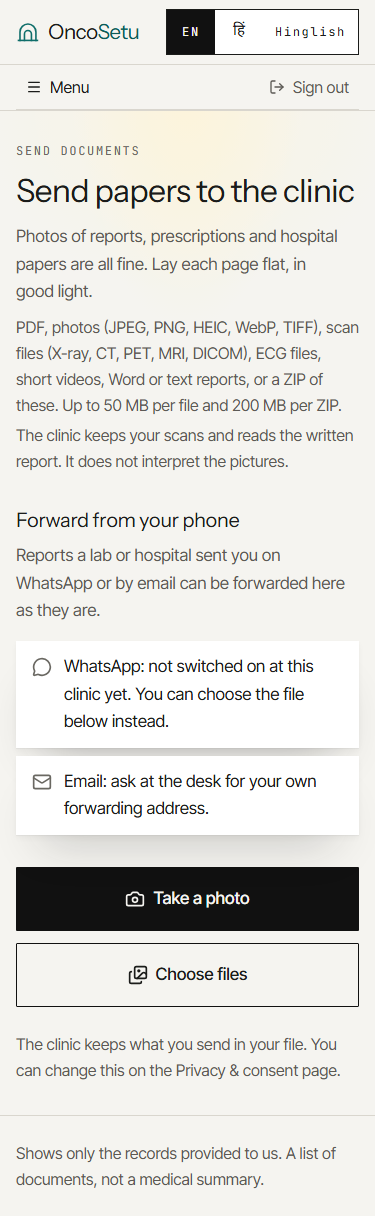 OncoSetu
EN
हिं
Hinglish
Menu
Sign out
SEND DOCUMENTS
Send papers to the clinic
Photos of reports, prescriptions and hospital
papers are all fine. Lay each page flat, in
good light.
PDF, photos (JPEG, PNG, HEIC, WebP, TIFF), scan
files (X-ray, CT, PET, MRI, DICOM), ECG files,
short videos, Word or text reports, or a ZIP of
these. Up to 50 MB per file and 200 MB per ZIP.
The clinic keeps your scans and reads the written
report. It does not interpret the pictures.
Forward from your phone
Reports a lab or hospital sent you on
WhatsApp or by email can be forwarded here
as they are.
WhatsApp: not switched on at this
clinic yet. You can choose the file
below instead.
Email: ask at the desk for your own
forwarding address.
Take a photo
Choose files
The clinic keeps what you send in your file. You
can change this on the Privacy & consent page.
Shows only the records provided to us. A list of
documents, not a medical summary.